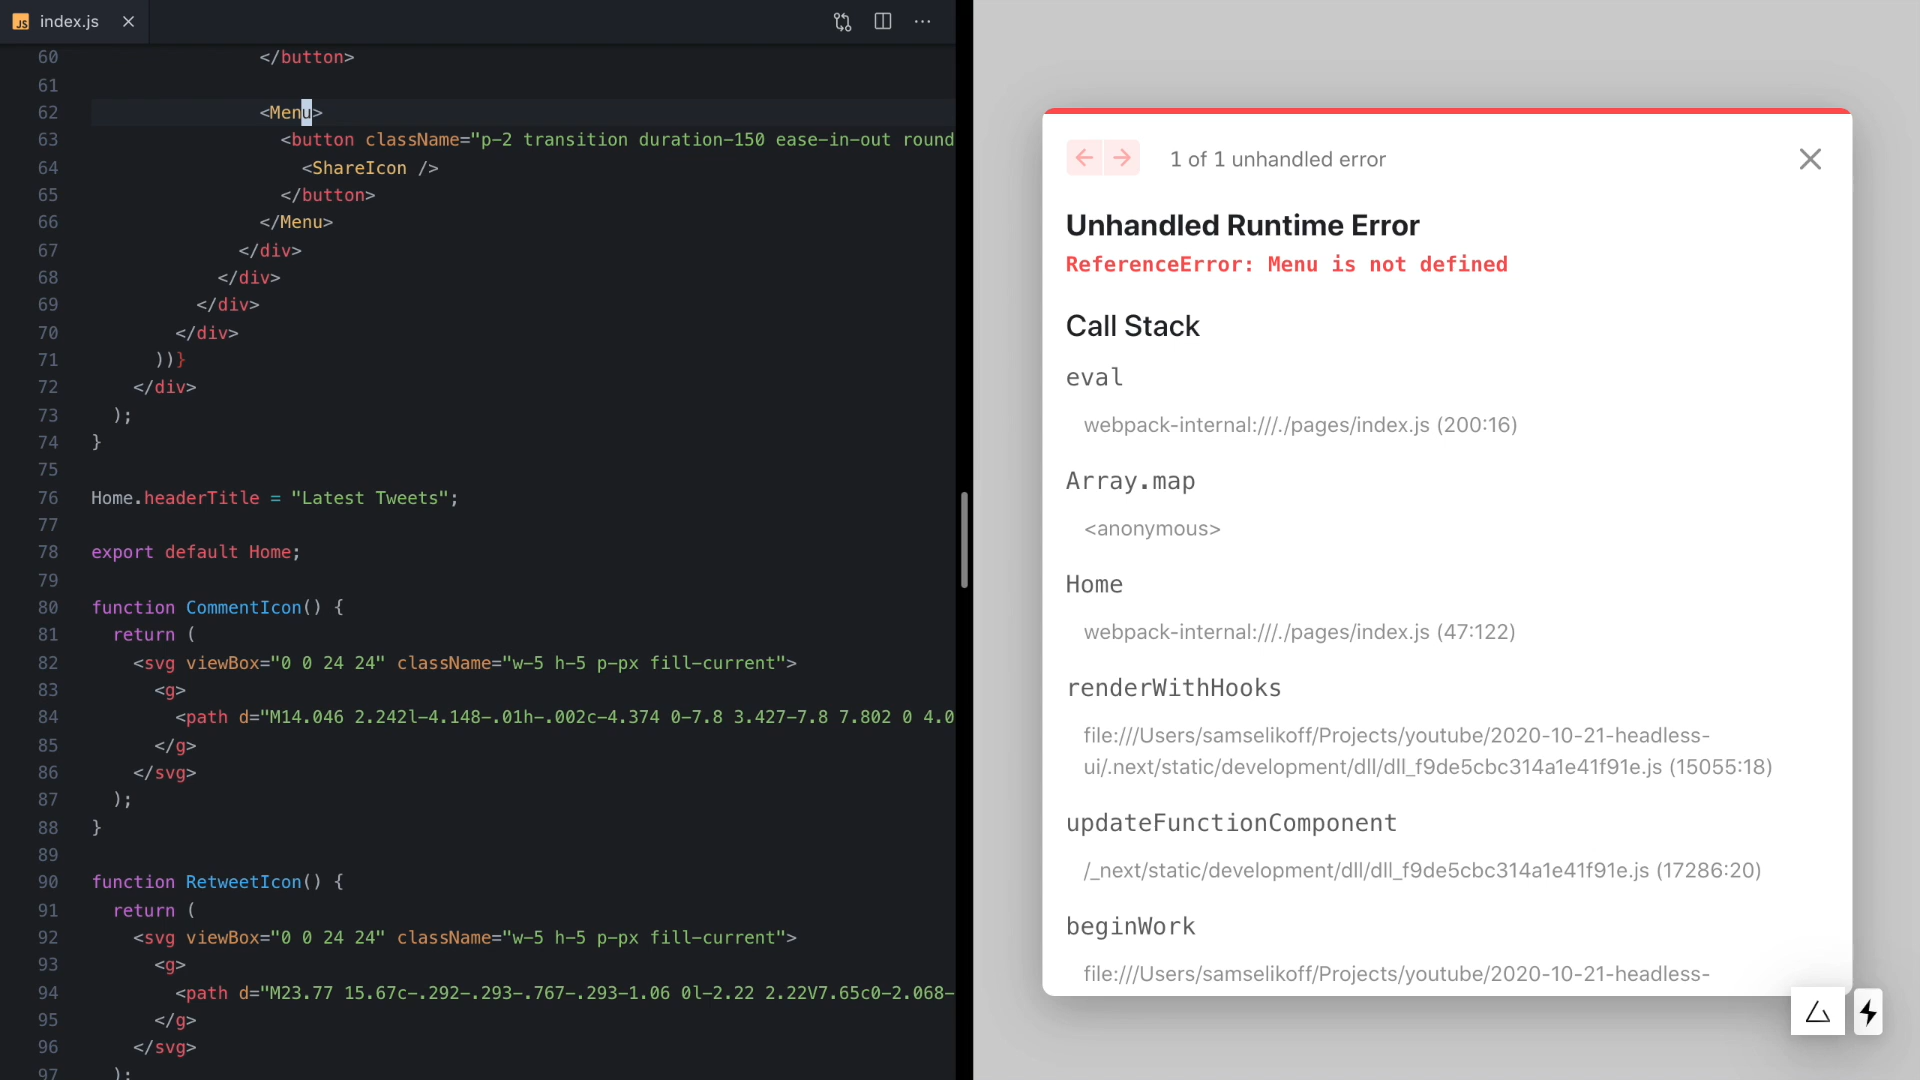 JS index.js
60 </button>
61
62 <Menu>
63 <button className="p-2 transition duration-150 ease-in-out round
64 <ShareIcon />
65 </button>
66 </Menu>
67 </div>
68 </div>
69 </div>
70 </div>
71 ))}
72 </div>
73 );
74 }
75
76 Home.headerTitle = "Latest Tweets";
77
78 export default Home;
79
80 function CommentIcon() {
81 return (
82 <svg viewBox="0 0 24 24" className="w-5 h-5 p-px fill-current">
83 <g>
84 <path d="M14.046 2.242l-4.148-.01h-.002c-4.374 0-7.8 3.427-7.8 7.802 0 4.0
85 </g>
86 </svg>
87 );
88 }
89
90 function RetweetIcon() {
91 return (
92 <svg viewBox="0 0 24 24" className="w-5 h-5 p-px fill-current">
93 <g>
94 <path d="M23.77 15.67c-.292-.293-.767-.293-1.06 0l-2.22 2.22V7.65c0-2.068-
95 </g>
96 </svg>
97 );
1 of 1 unhandled error
Unhandled Runtime Error
ReferenceError: Menu is not defined
Call Stack
eval
webpack-internal:///./pages/index.js (200:16)
Array.map
<anonymous>
Home
webpack-internal:///./pages/index.js (47:122)
renderWithHooks
file:///Users/samselikoff/Projects/youtube/2020-10-21-headless-
ui/.next/static/development/dll/dll_f9de5cbc314a1e41f91e.js (15055:18)
updateFunctionComponent
/_next/static/development/dll/dll_f9de5cbc314a1e41f91e.js (17286:20)
beginWork
file:///Users/samselikoff/Projects/youtube/2020-10-21-headless-